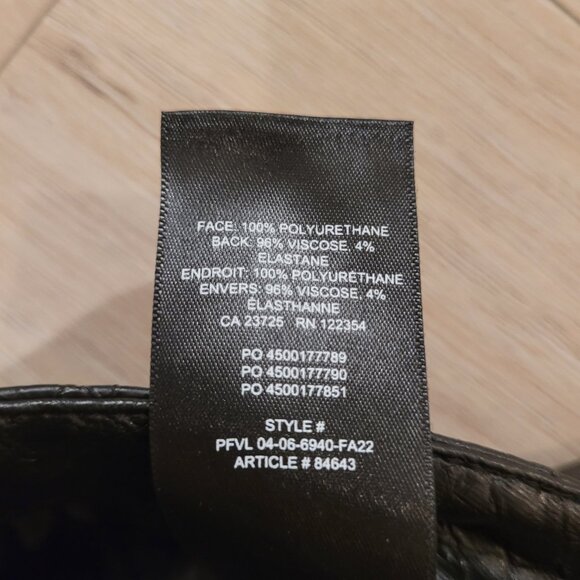 FACE: 100% POLYURETHANE
BACK: 96% VISCOSE, 4%
ELASTANE
ENDROIT: 100% POLYURETHANE
ENVERS: 96% VISCOSE, 4%
ÉLASTHANNE
CA 23725 RN 122354
PO 4500177789
PO 4500177790
PO 4500177851
STYLE #
PFVL 04-06-6940-FA22
ARTICLE # 84643